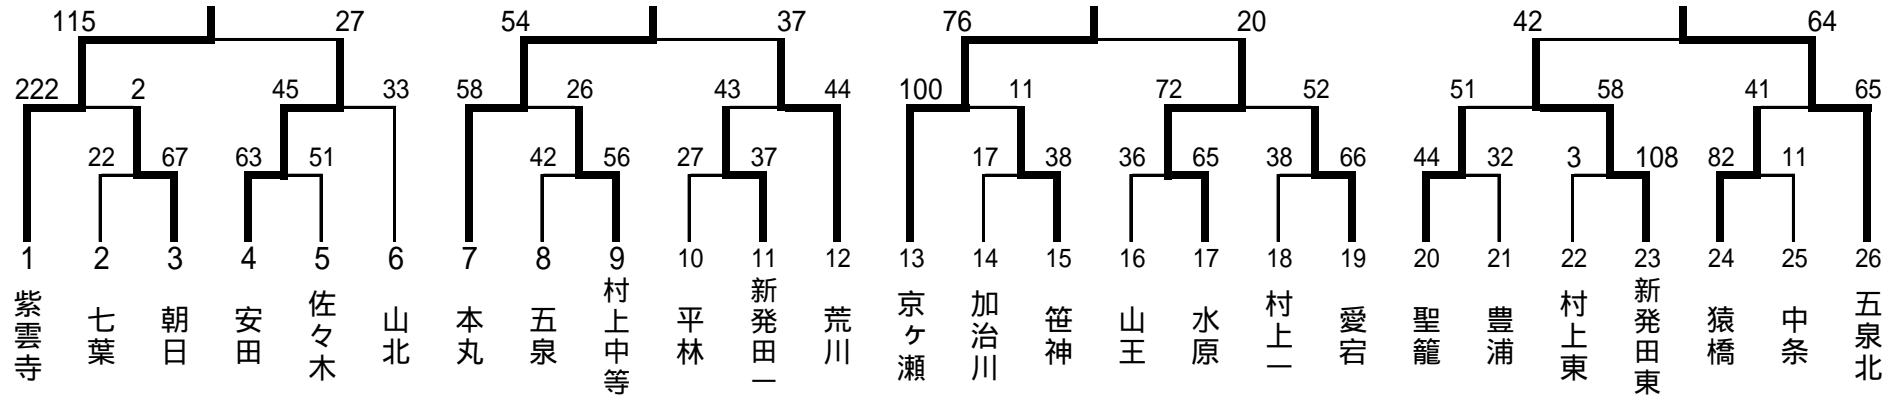 115 27 54 37 76 20 42 64
222 2 45 33 58 26 43 44 100 11 72 52 51 58 41 65
22 67 63 51 42 56 27 37 17 38 36 65 38 66 44 32 3 108 82 11
1 2 3 4 5 6 7 8 9 10 11 12 13 14 15 16 17 18 19 20 21 22 23 24 25 26
紫雲寺
七葉
朝日
安田
佐々木
山北
本丸
五泉
村上中等
平林
新発田一
荒川
京ヶ瀬
加治川
笹神
山王
水原
村上一
愛宕
聖籠
豊浦
村上東
新発田東
猿橋
中条
五泉北